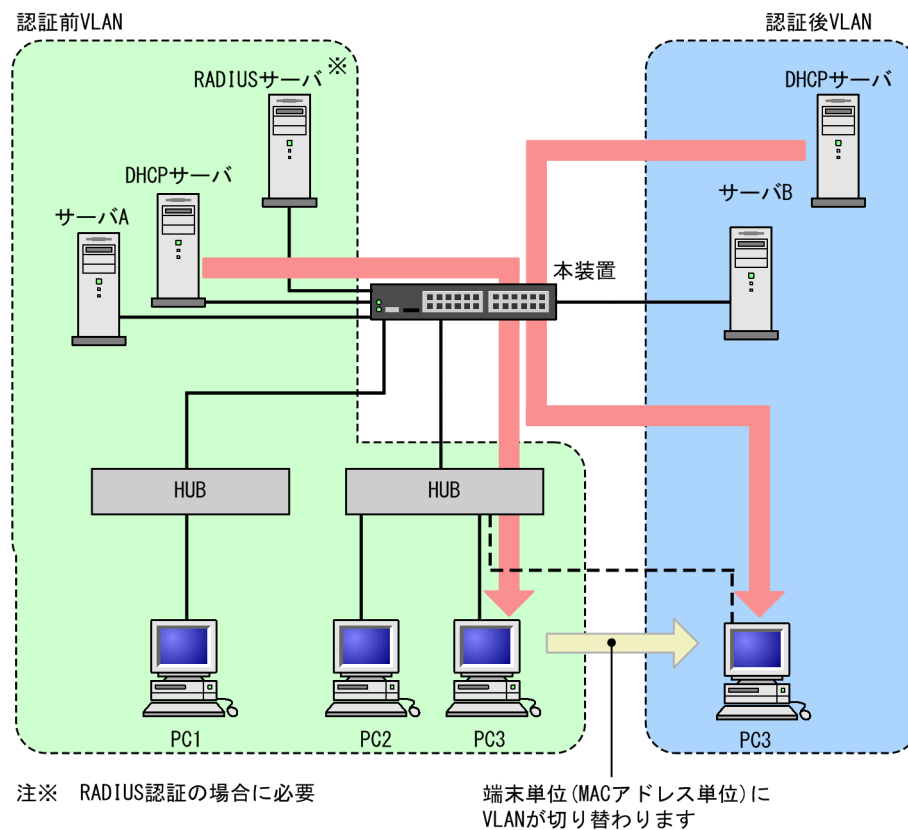 認証前VLAN
認証後VLAN
RADIUSサーバ※
DHCPサーバ
DHCPサーバ
サーバA
サーバB
本装置
HUB
HUB
PC1
PC2
PC3
PC3
注※ RADIUS認証の場合に必要
端末単位(MACアドレス単位)に
VLANが切り替わります